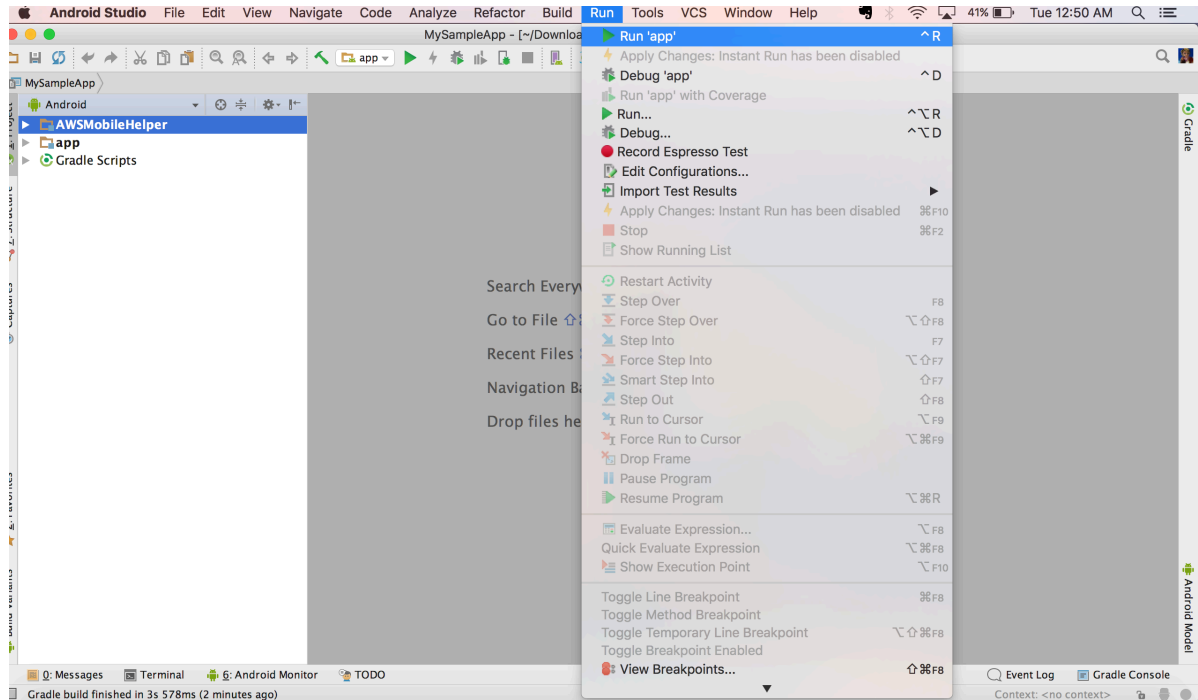 Android Studio File Edit View Navigate Code Analyze Refactor Build Run Tools VCS Window Help 41% Tue 12:50 AM
MySampleApp - [~/Downloa
app
MySampleApp
Android
AWSMobileHelper
app
Gradle Scripts
Search Every
Go to File ⇧
Recent Files
Navigation Ba
Drop files he
Run 'app' ^R
Apply Changes: Instant Run has been disabled
Debug 'app' ^D
Run 'app' with Coverage
Run... ^⌥R
Debug... ^⌥D
Record Espresso Test
Edit Configurations...
Import Test Results
Apply Changes: Instant Run has been disabled ⌘F10
Stop ⌘F2
Show Running List
Restart Activity
Step Over F8
Force Step Over ⌥⇧F8
Step Into F7
Force Step Into ⌥⇧F7
Smart Step Into ⇧F7
Step Out ⇧F8
Run to Cursor ⌥F9
Force Run to Cursor ⌥⌘F9
Drop Frame
Pause Program
Resume Program ⌥⌘R
Evaluate Expression... ⌥F8
Quick Evaluate Expression ⌥⌘F8
Show Execution Point ⌥F10
Toggle Line Breakpoint ⌘F8
Toggle Method Breakpoint
Toggle Temporary Line Breakpoint ⌥⇧⌘F8
Toggle Breakpoint Enabled
View Breakpoints... ⇧⌘F8
Gradle
Android Model
0: Messages Terminal 6: Android Monitor TODO Event Log Gradle Console
Gradle build finished in 3s 578ms (2 minutes ago) Context: <no context>